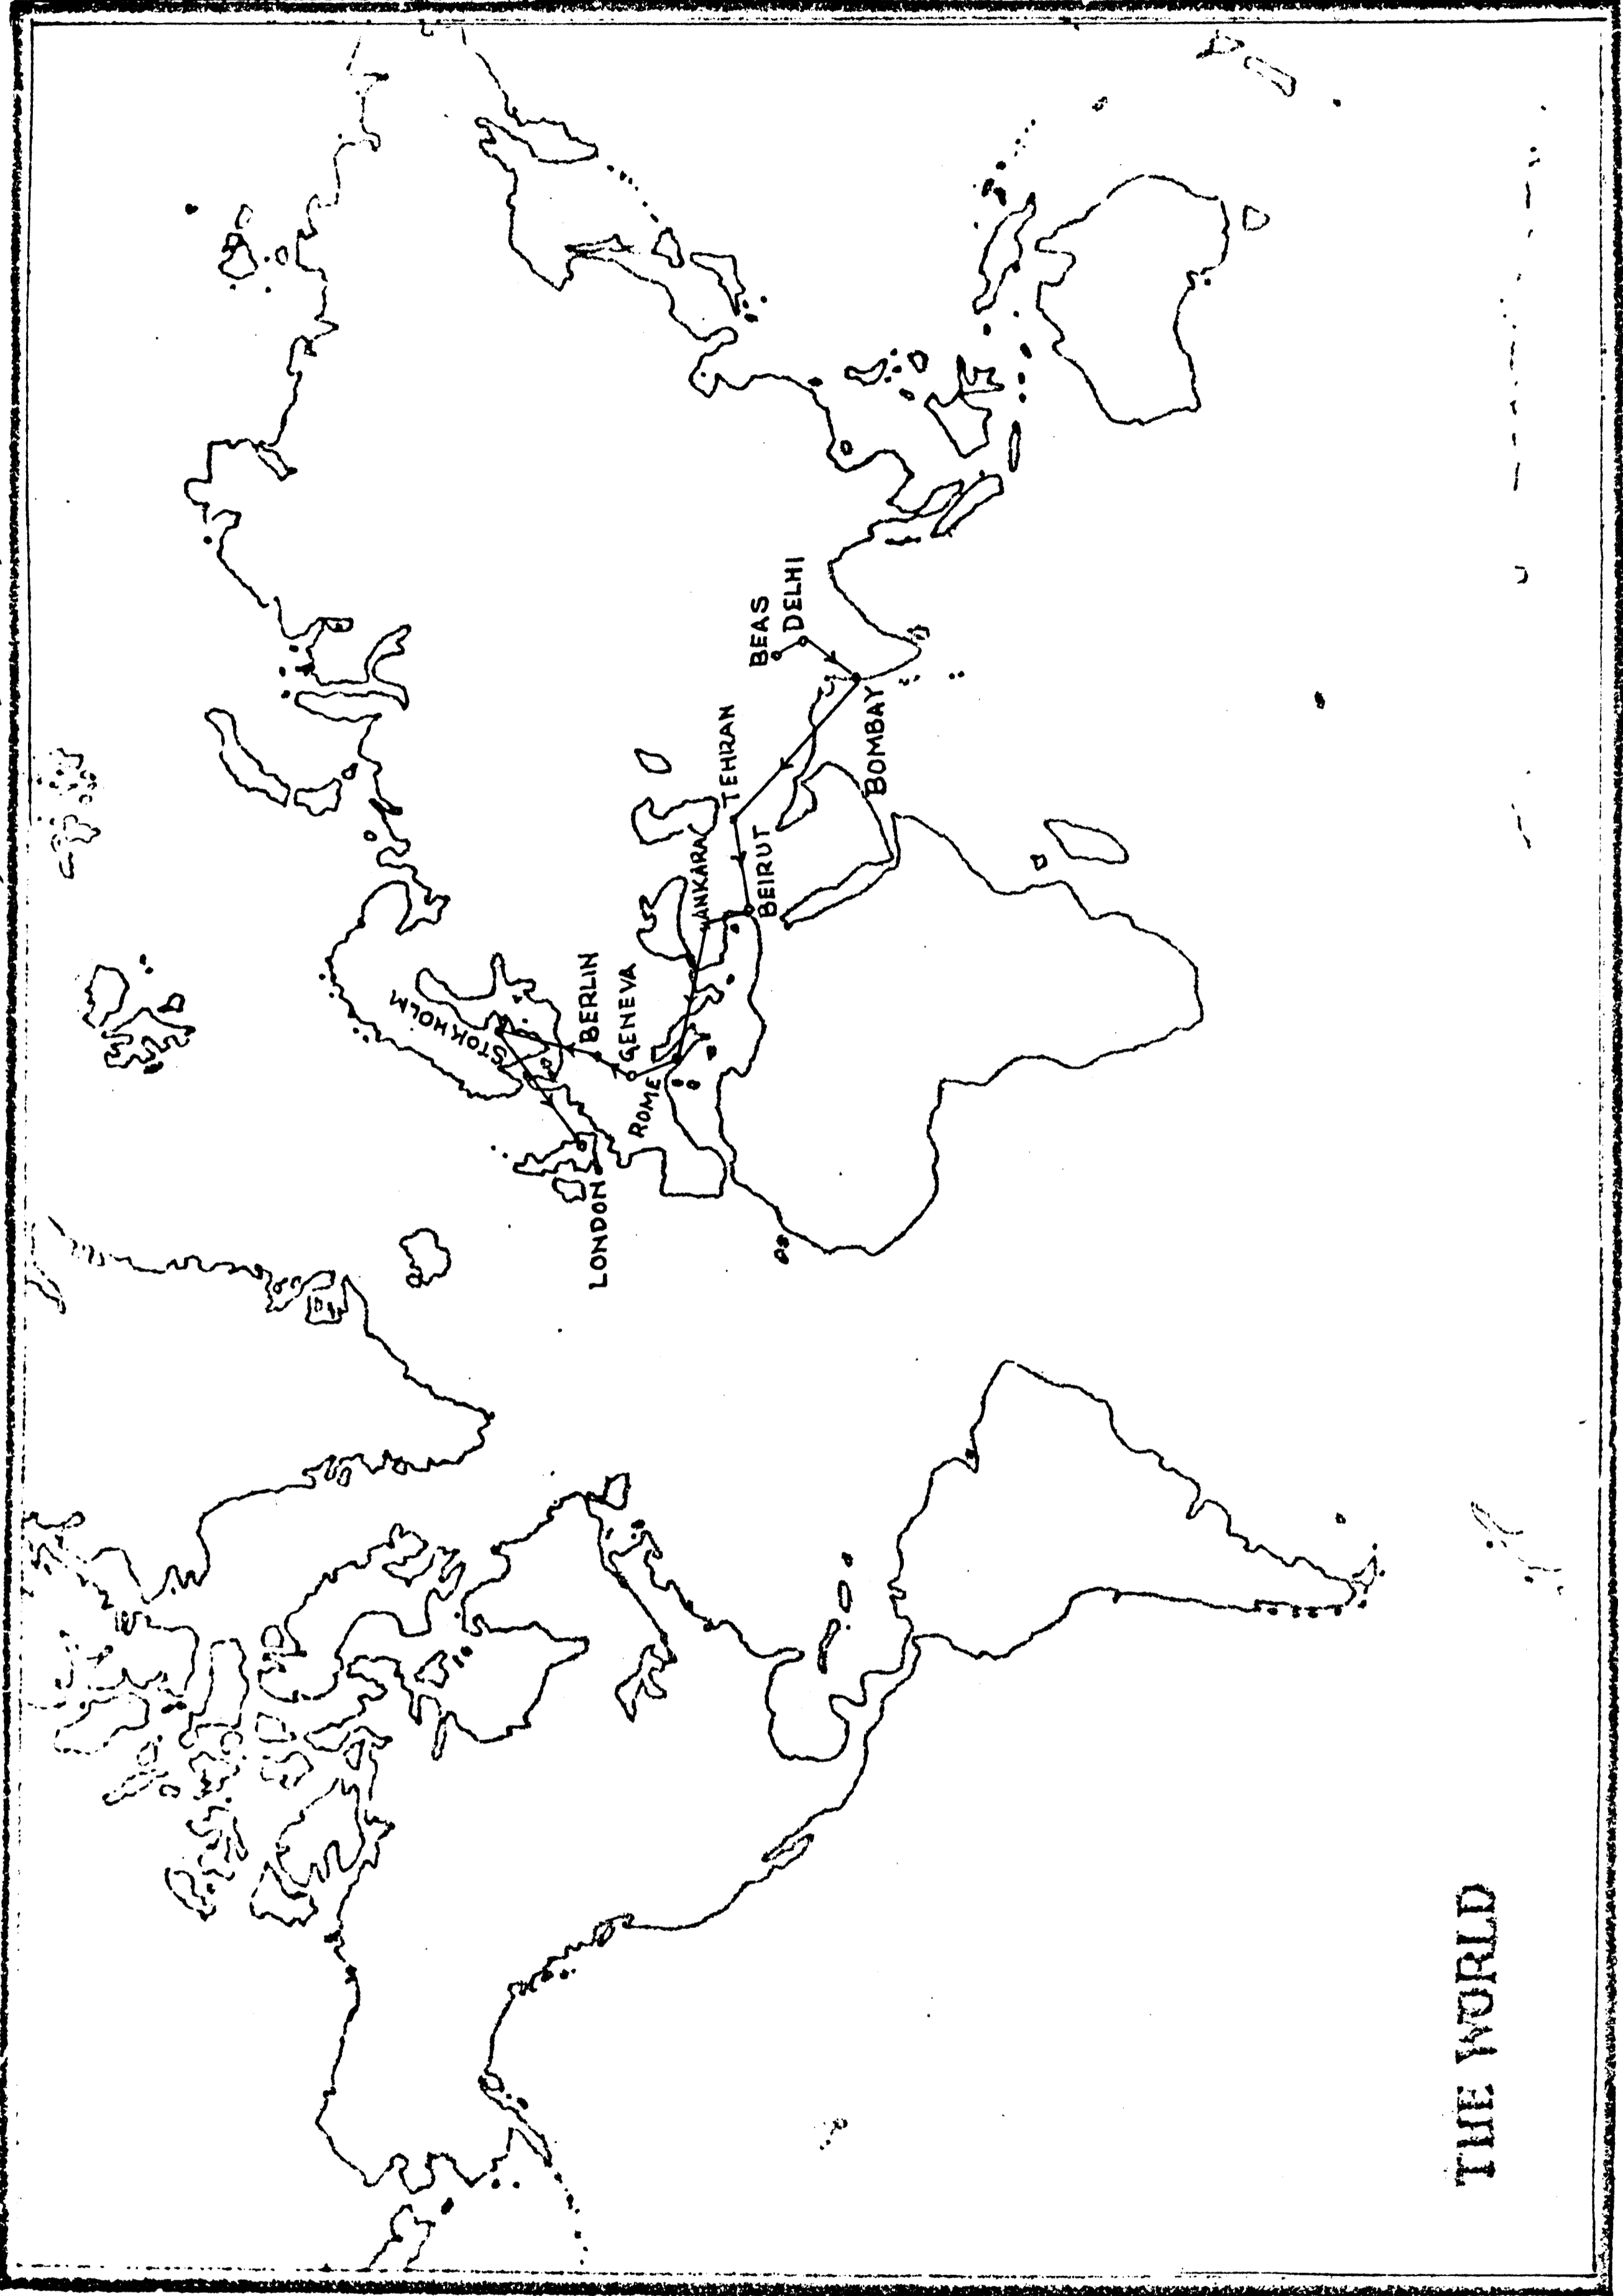 STOKHOLM
BERLIN
GENEVA
LONDON
ROME
ANKARA
TEHRAN
BEIRUT
BEAS
DELHI
BOMBAY
THE WORLD